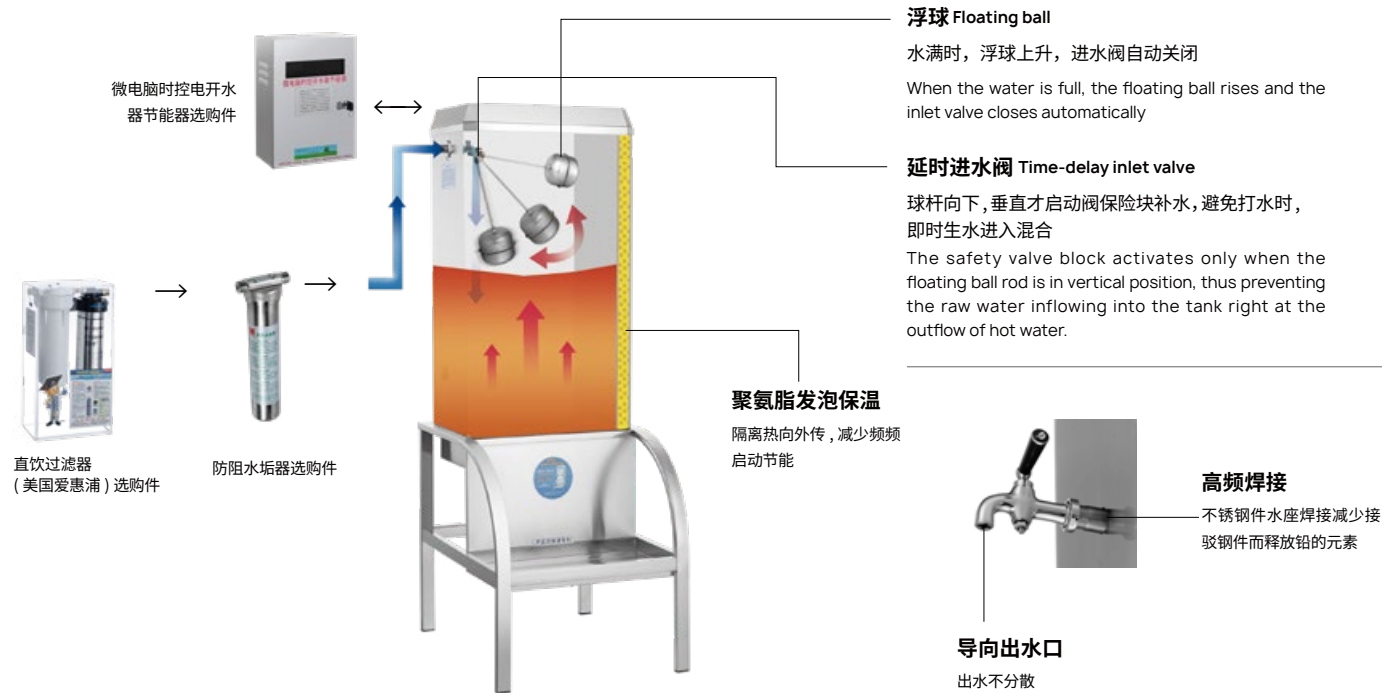 浮球 Floating ball
水满时，浮球上升，进水阀自动关闭
When the water is full, the floating ball rises and the
inlet valve closes automatically
延时进水阀 Time-delay inlet valve
球杆向下，垂直才启动阀保险块补水，避免打水时，
即时生水进入混合
The safety valve block activates only when the
floating ball rod is in vertical position, thus preventing
the raw water inflowing into the tank right at the
outflow of hot water.
微电脑时控电开水
器节能器选购件
直饮过滤器
( 美国爱惠浦 ) 选购件
防阻水垢器选购件
聚氨脂发泡保温
隔离热向外传 , 减少频频
启动节能
高频焊接
不锈钢件水座焊接减少接
驳钢件而释放铅的元素
导向出水口
出水不分散